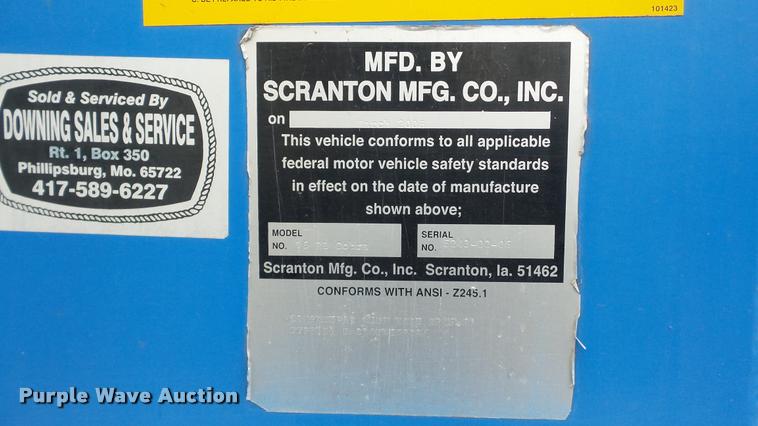 101423
Sold & Serviced By
DOWNING SALES & SERVICE
Rt. 1, Box 350
Phillipsburg, Mo. 65722
417-589-6227
MFD. BY
SCRANTON MFG. CO., INC.
on
This vehicle conforms to all applicable
federal motor vehicle safety standards
in effect on the date of manufacture
shown above;
MODEL
NO.
SERIAL
NO.
Scranton Mfg. Co., Inc. Scranton, Ia. 51462
CONFORMS WITH ANSI - Z245.1
Purple Wave Auction